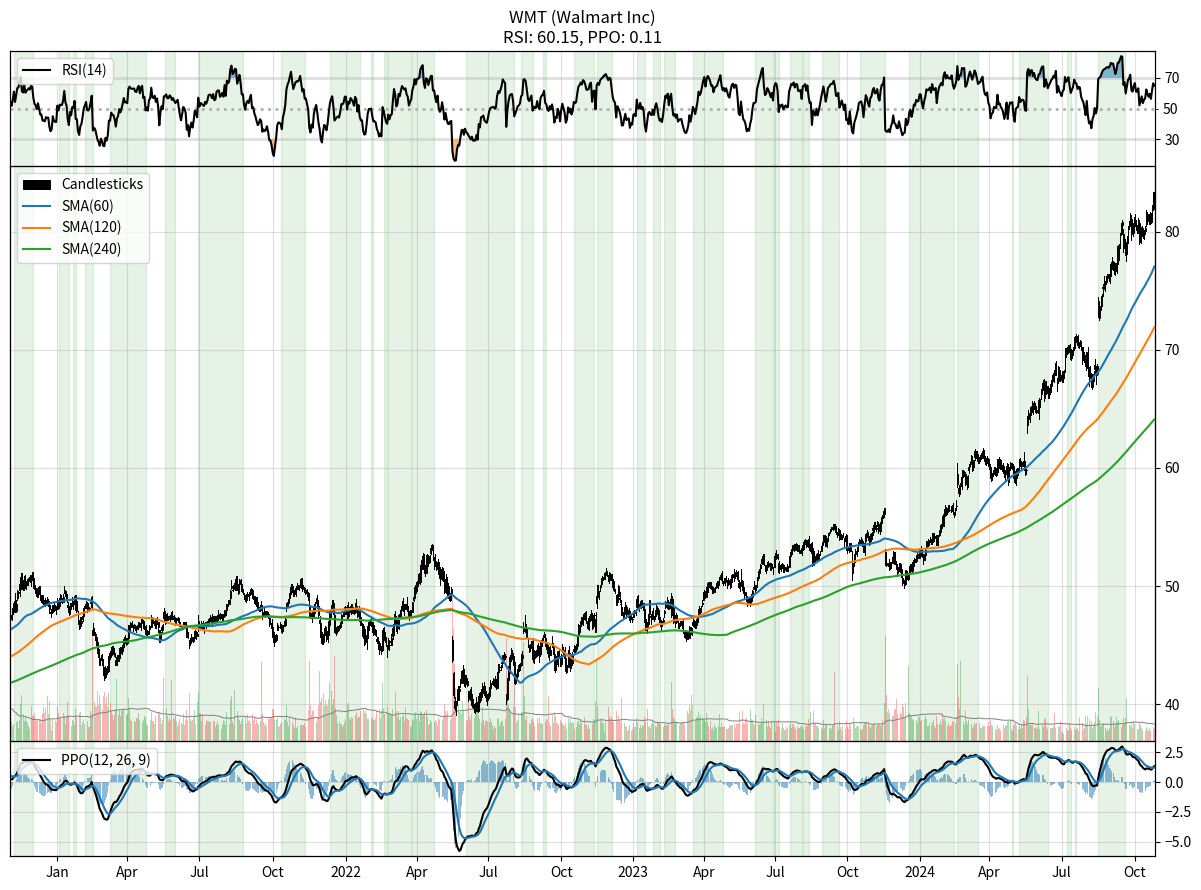 WMT (Walmart Inc)
RSI: 60.15, PPO: 0.11
RSI(14)
70
50
30
Candlesticks
SMA(60)
SMA(120)
SMA(240)
80
70
60
50
40
PPO(12, 26, 9)
2.5
0.0
−2.5
−5.0
Jan Apr Jul Oct 2022 Apr Jul Oct 2023 Apr Jul Oct 2024 Apr Jul Oct